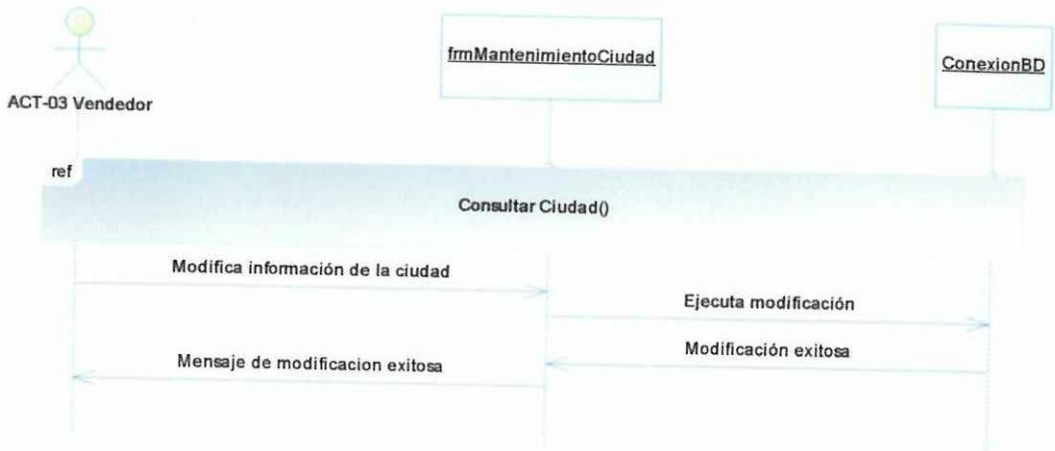 frmMantenimientoCiudad
ConexionBD
ACT-03 Vendedor
ref
Consultar Ciudad()
Modifica información de la ciudad
Ejecuta modificación
Modificación exitosa
Mensaje de modificacion exitosa